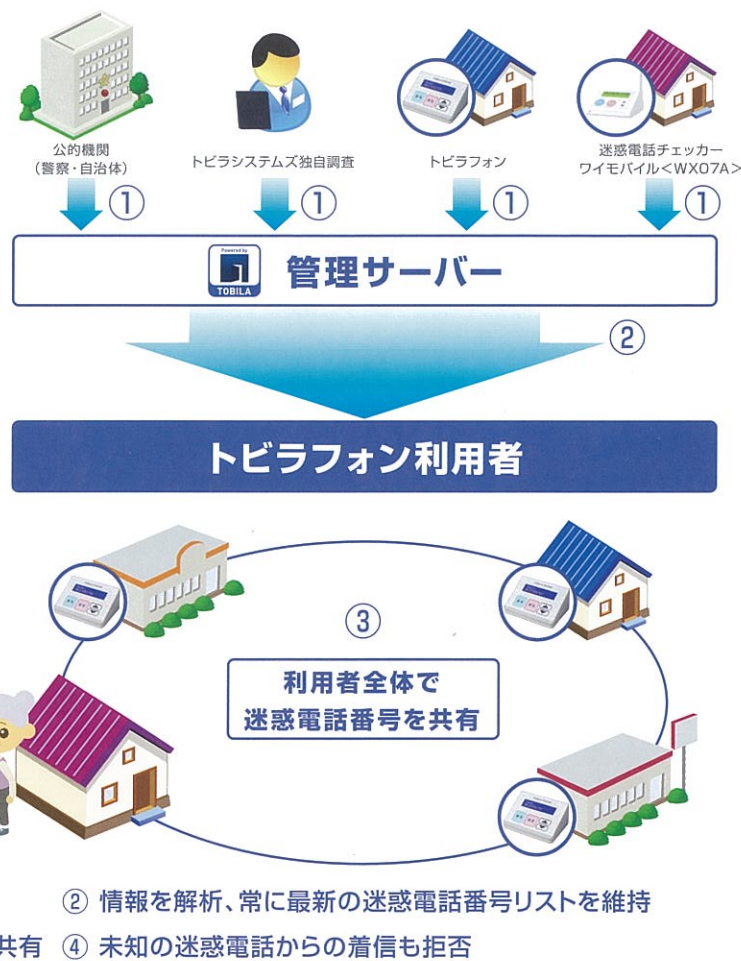 公的機関
(警察・自治体)
トビラシステムズ独自調査
トビラフォン
迷惑電話チェッカー
ワイモバイル<WX07A>
① ① ① ①
Powered by
TOBILA
管理サーバー
②
トビラフォン利用者
③
利用者全体で
迷惑電話番号を共有
② 情報を解析、常に最新の迷惑電話番号リストを維持
共有 ④ 未知の迷惑電話からの着信も拒否